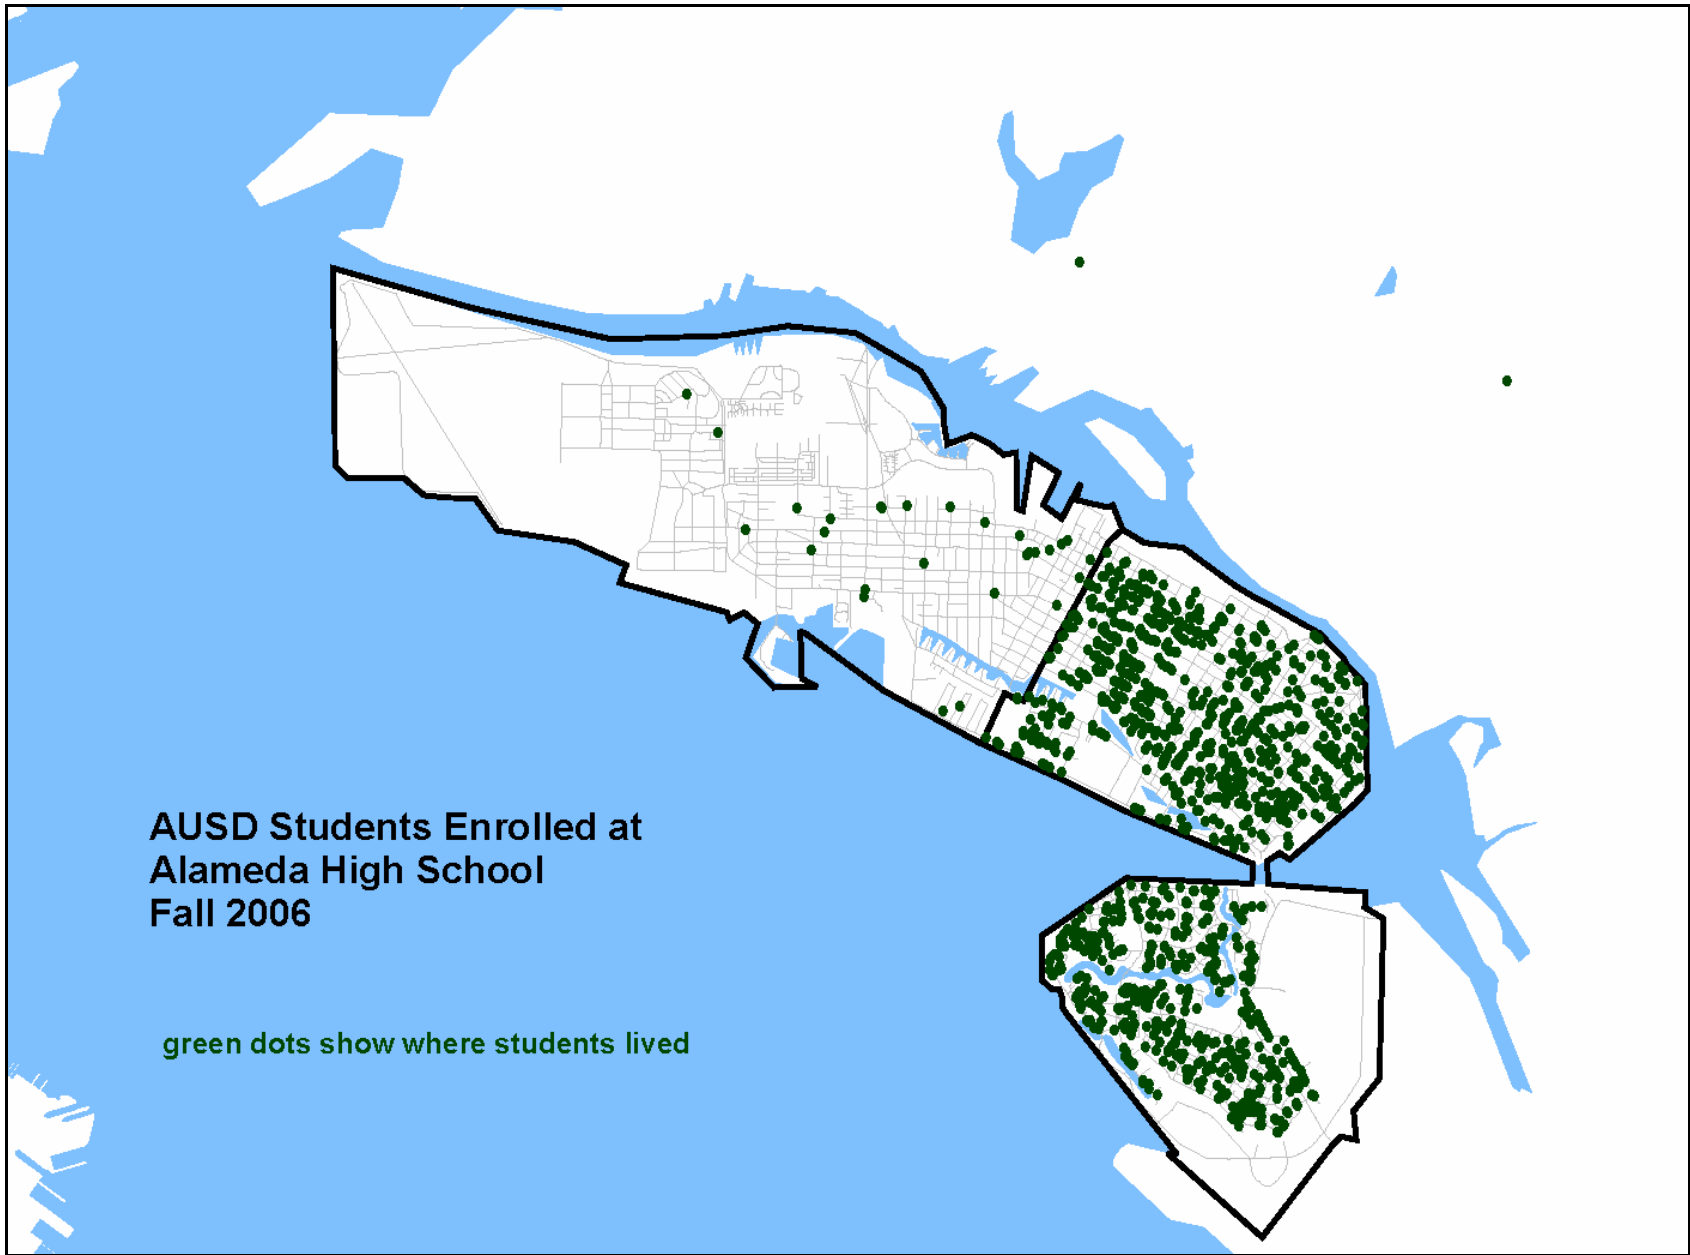 AUSD Students Enrolled at
Alameda High School
Fall 2006
green dots show where students lived